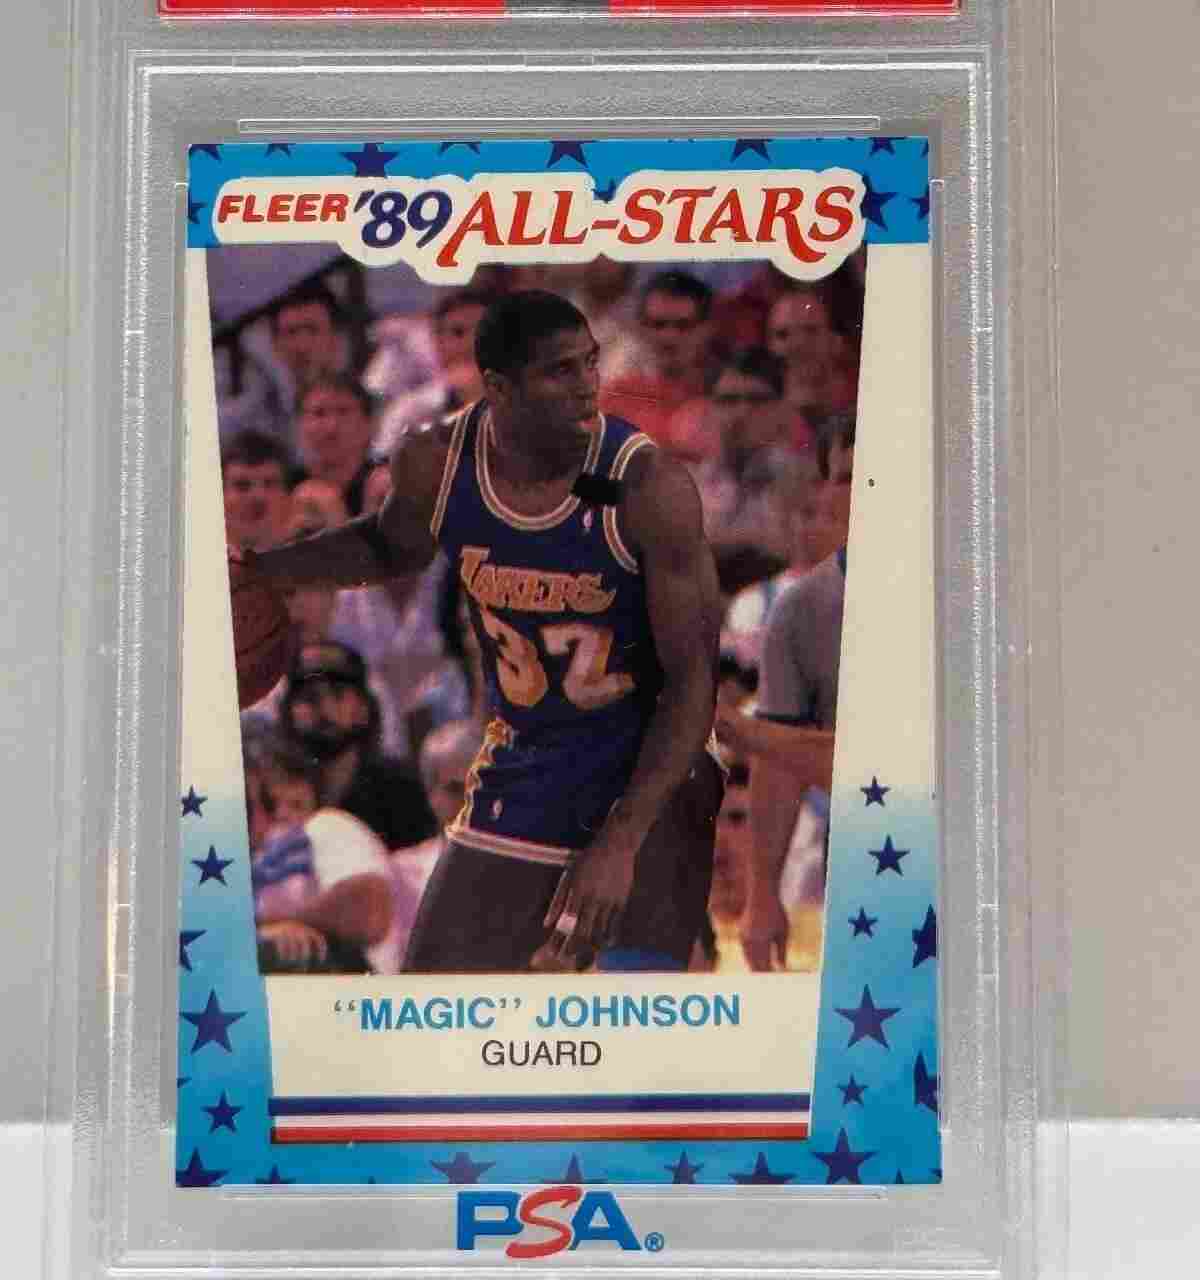 FLEER '89 ALL-STARS
LAKERS
32
“MAGIC” JOHNSON
GUARD
PSA®